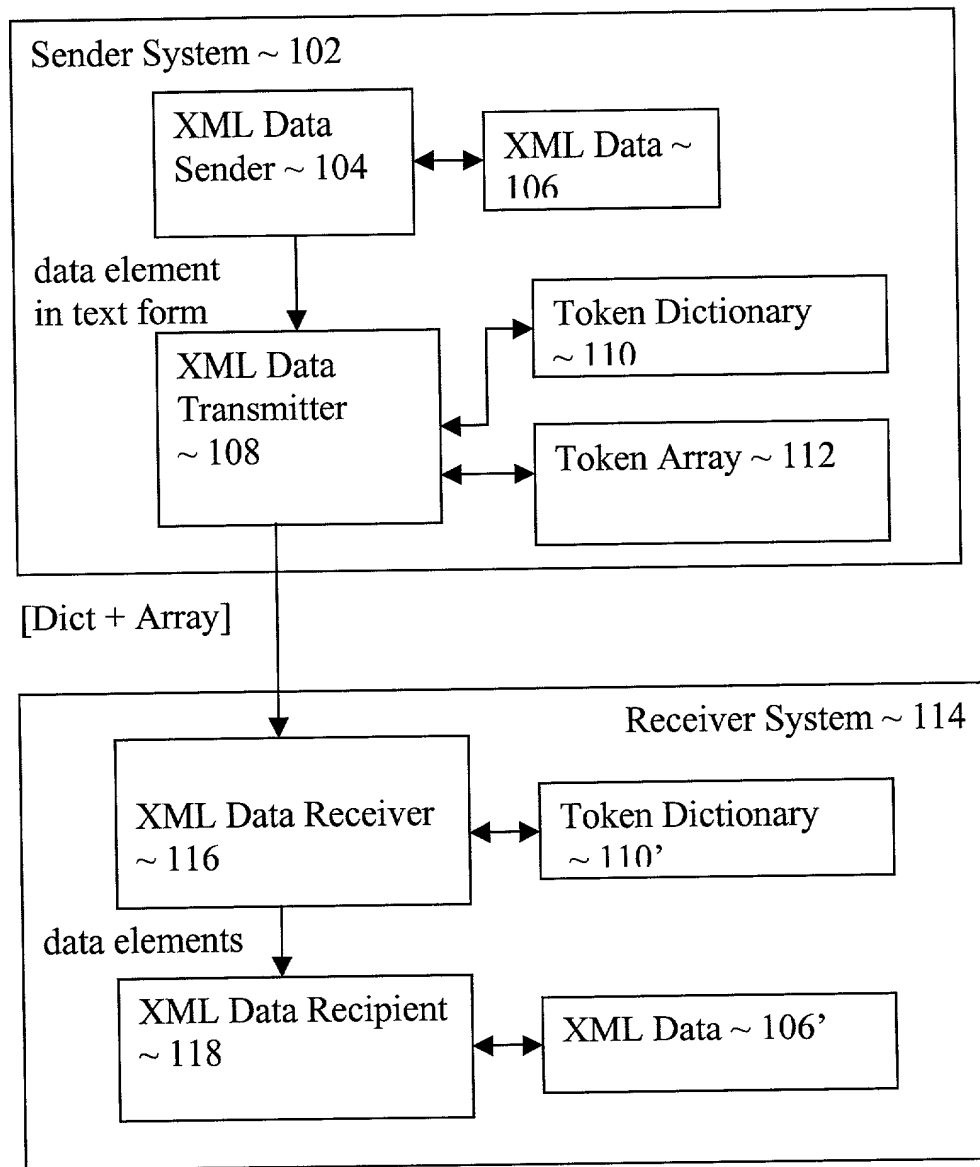 Sender System ~ 102
XML Data
Sender ~ 104
XML Data ~
106
data element
in text form
Token Dictionary
~ 110
XML Data
Transmitter
~ 108
Token Array ~ 112
[Dict + Array]
Receiver System ~ 114
XML Data Receiver
~ 116
Token Dictionary
~ 110’
data elements
XML Data Recipient
~ 118
XML Data ~ 106’